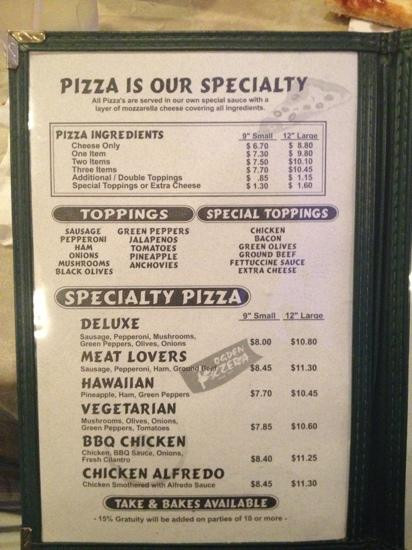 PIZZA IS OUR SPECIALTY
All Pizza's are served in our own special sauce with a
layer of mozzarella cheese covering all ingredients.
PIZZA INGREDIENTS 9" Small 12" Large
Cheese Only $ 6.70 $ 8.80
One Item $ 7.30 $ 9.80
Two Items $ 7.50 $10.10
Three Items $ 7.70 $10.45
Additional / Double Toppings $ .85 $ 1.15
Special Toppings or Extra Cheese $ 1.30 $ 1.60
TOPPINGS
SAUSAGE GREEN PEPPERS
PEPPERONI JALAPENOS
HAM TOMATOES
ONIONS PINEAPPLE
MUSHROOMS ANCHOVIES
BLACK OLIVES
SPECIAL TOPPINGS
CHICKEN
BACON
GREEN OLIVES
GROUND BEEF
FETTUCINE SAUCE
EXTRA CHEESE
SPECIALTY PIZZA
9" Small 12" Large
DELUXE
Sausage, Pepperoni, Mushrooms,
Green Peppers, Olives, Onions $8.00 $10.80
MEAT LOVERS
Sausage, Pepperoni, Ham, Ground Beef $8.45 $11.30
OGDEN
PIZZERIA
HAWAIIAN
Pineapple, Ham, Green Peppers $7.70 $10.45
VEGETARIAN
Mushrooms, Olives, Onions,
Green Peppers, Tomatoes $7.85 $10.60
BBQ CHICKEN
Chicken, BBQ Sauce, Onions,
Fresh Cilantro $8.40 $11.25
CHICKEN ALFREDO
Chicken Smothered with Alfredo Sauce $8.45 $11.30
TAKE & BAKES AVAILABLE
- 15% Gratuity will be added on parties of 10 or more -